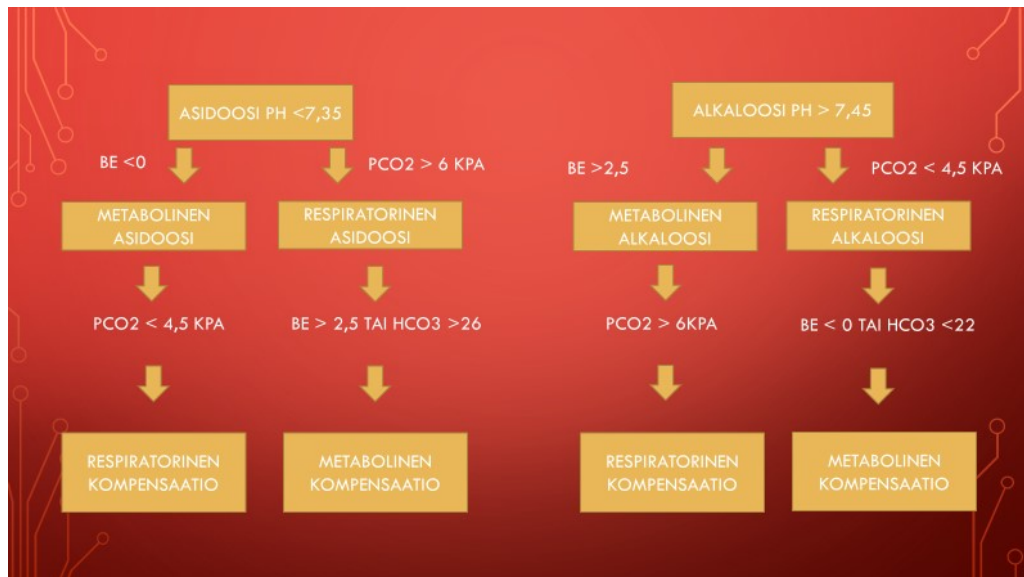 ASIDOOSI PH <7,35
BE <0
PCO2 > 6 KPA
METABOLINEN
ASIDOOSI
RESPIRATORINEN
ASIDOOSI
PCO2 < 4,5 KPA
BE > 2,5 TAI HCO3 >26
RESPIRATORINEN
KOMPENSAATIO
METABOLINEN
KOMPENSAATIO
ALKALOOSI PH > 7,45
BE >2,5
PCO2 < 4,5 KPA
METABOLINEN
ALKALOOSI
RESPIRATORINEN
ALKALOOSI
PCO2 > 6KPA
BE < 0 TAI HCO3 <22
RESPIRATORINEN
KOMPENSAATIO
METABOLINEN
KOMPENSAATIO